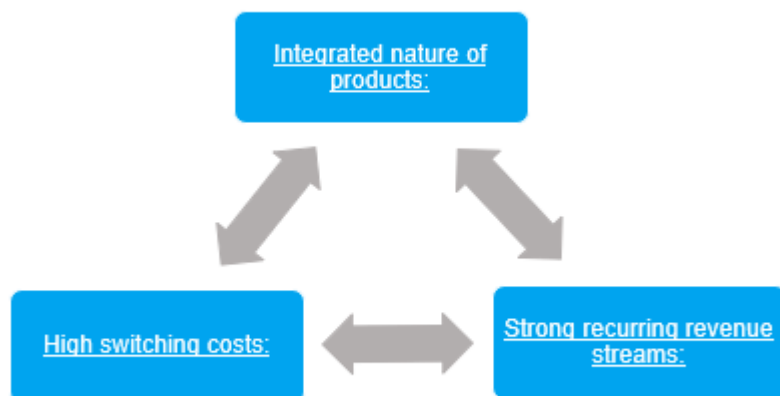 Integrated nature of
products:
High switching costs:
Strong recurring revenue
streams: